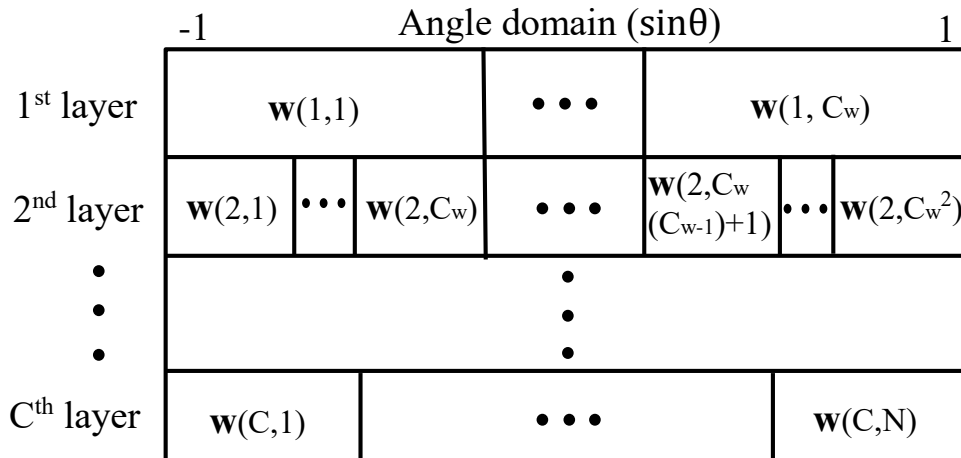 Angle domain (sinθ)
-1 1
1st layer w(1,1) ••• w(1, Cw)
2nd layer w(2,1) ••• w(2,Cw) ••• w(2,Cw
(Cw-1)+1) ••• w(2,Cw²)
Cth layer w(C,1) ••• w(C,N)